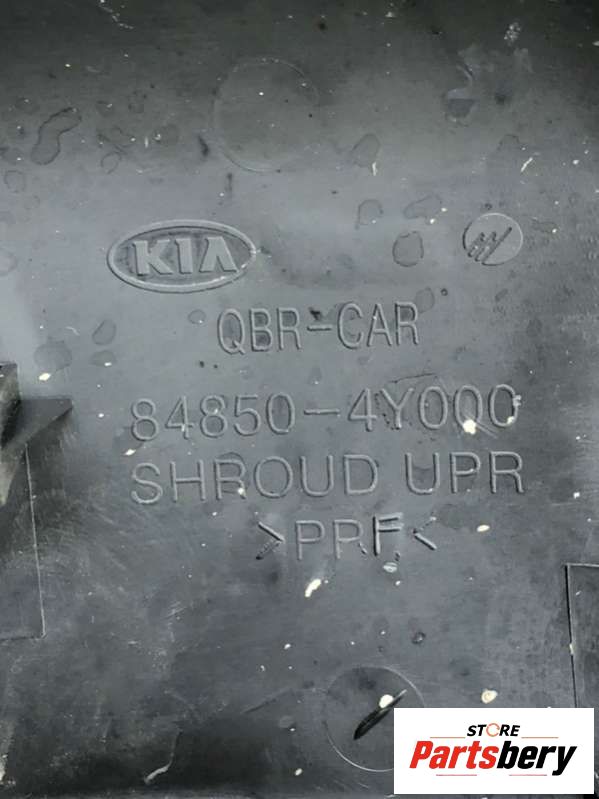 KIA
QBR-CAR
84850-4Y000
SHROUD UPR
>PRF<
STORE
Partsbery